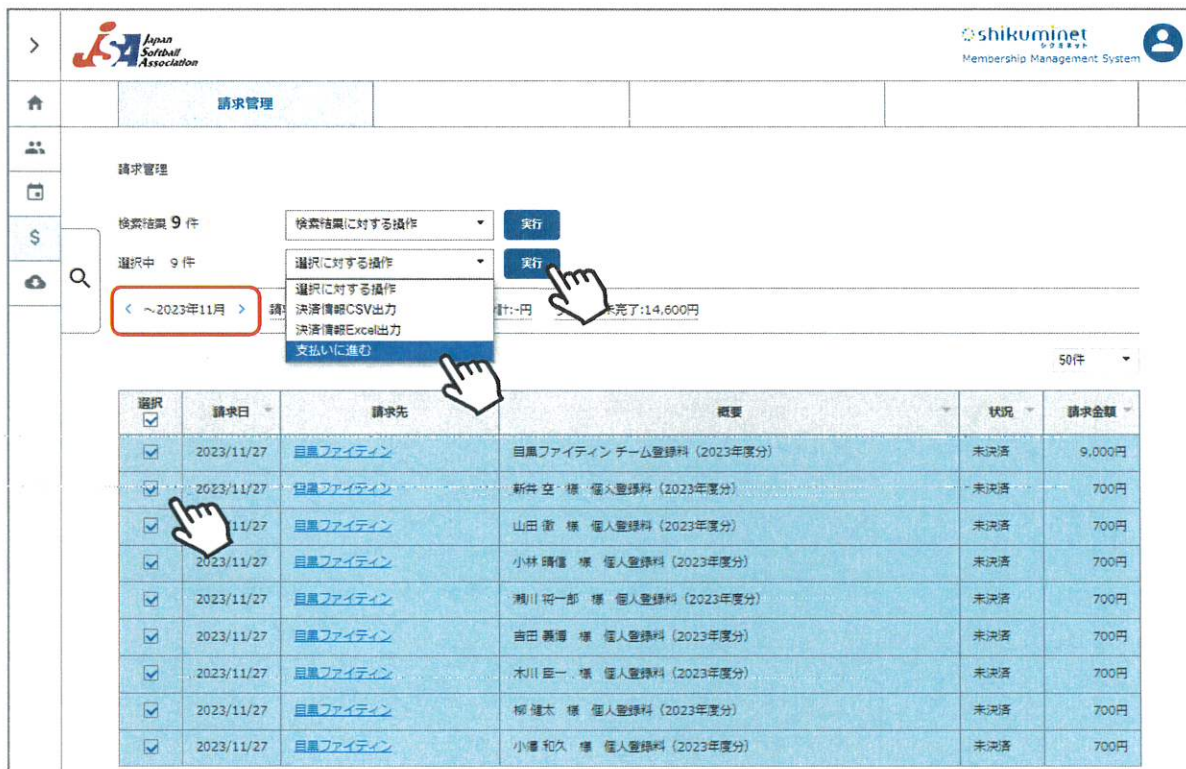 JSA Japan Softball Association
shikuminet
シクミネット
Membership Management System
請求管理
請求管理
検索結果 9 件 検索結果に対する操作 実行
選択中 9 件 選択に対する操作 実行
選択に対する操作
決済情報CSV出力
決済情報Excel出力
支払いに進む
< ~2023年11月 > 請 計:-円 未完了:14,600円
50件
選択 請求日 請求先 概要 状況 請求金額
2023/11/27 目黒ファイティン 目黒ファイティン チーム登録料(2023年度分) 未決済 9,000円
2023/11/27 目黒ファイティン 新井 空 様 個人登録料(2023年度分) 未決済 700円
11/27 目黒ファイティン 山田 徹 様 個人登録料(2023年度分) 未決済 700円
2023/11/27 目黒ファイティン 小林 晴信 様 個人登録料(2023年度分) 未決済 700円
2023/11/27 目黒ファイティン 瀬川 将一郎 様 個人登録料(2023年度分) 未決済 700円
2023/11/27 目黒ファイティン 吉田 義博 様 個人登録料(2023年度分) 未決済 700円
2023/11/27 目黒ファイティン 木川 臣一 様 個人登録料(2023年度分) 未決済 700円
2023/11/27 目黒ファイティン 柳 健太 様 個人登録料(2023年度分) 未決済 700円
2023/11/27 目黒ファイティン 小澤 和久 様 個人登録料(2023年度分) 未決済 700円